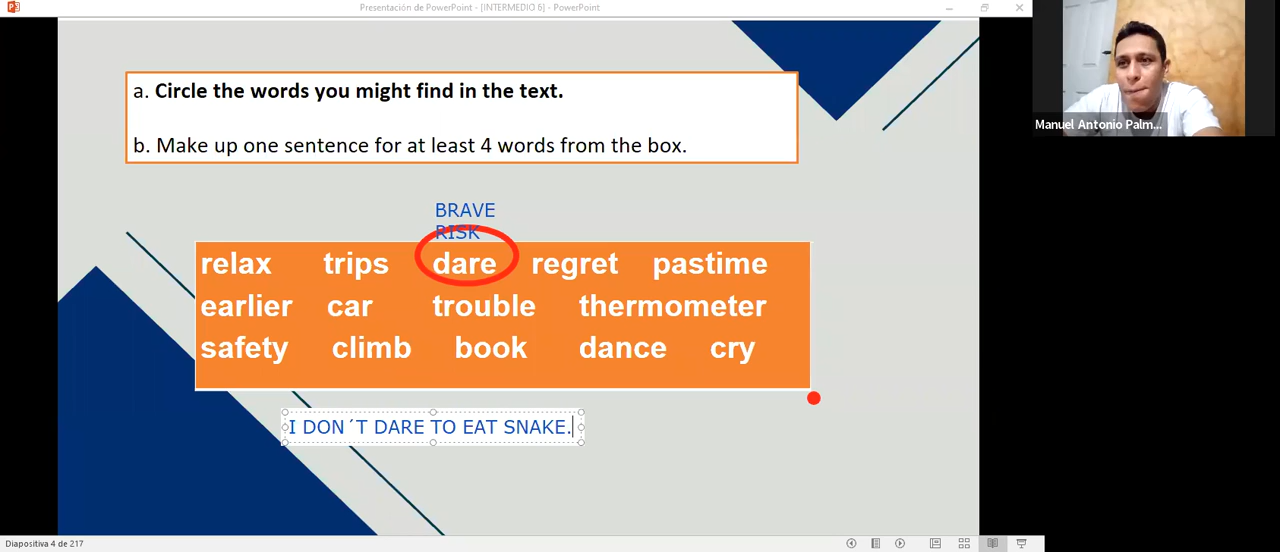 Presentación de PowerPoint - [INTERMEDIO 6] - PowerPoint
a. Circle the words you might find in the text.
b. Make up one sentence for at least 4 words from the box.
BRAVE
RISK
relax trips dare regret pastime
earlier car trouble thermometer
safety climb book dance cry
I DON´T DARE TO EAT SNAKE.
Manuel Antonio Palm...
Diapositiva 4 de 217